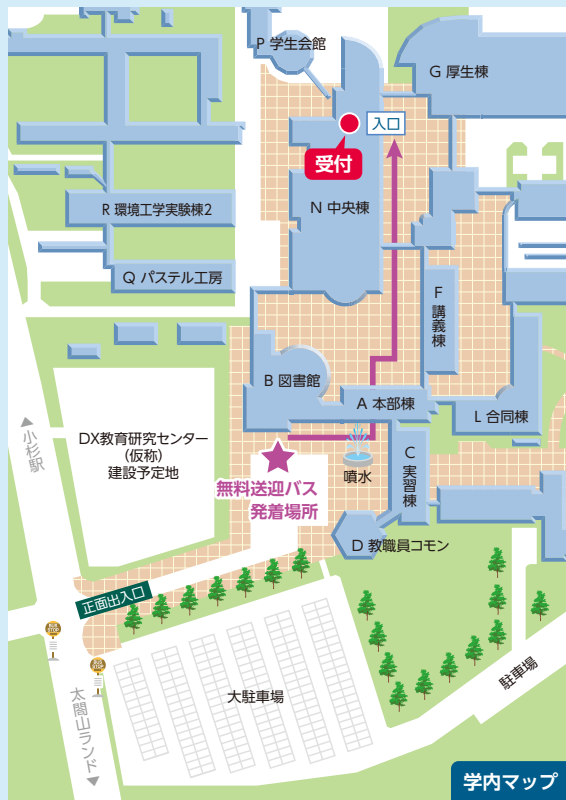 P 学生会館
G 厚生棟
入口
受付
N 中央棟
R 環境工学実験棟2
Q パステル工房
F 講義棟
B 図書館
A 本部棟
L 合同棟
小杉駅
DX教育研究センター
(仮称)
建設予定地
噴水
C 実習棟
無料送迎バス
発着場所
D 教職員コモン
正面出入口
BUS STOP
BUS STOP
太閤山ランド
大駐車場
駐車場
学内マップ